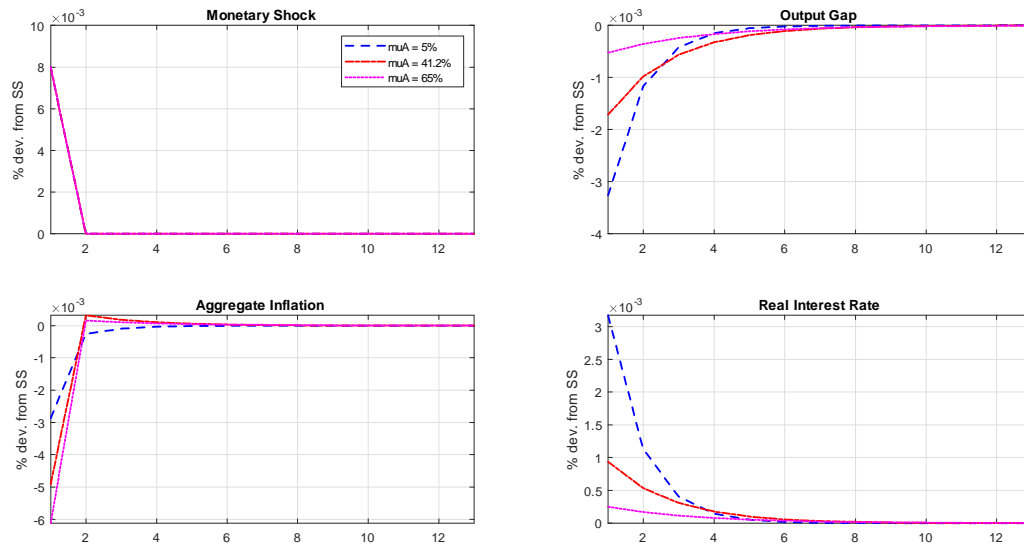 Monetary Shock
×10-3
10
8
6
4
2
0
% dev. from SS
2 4 6 8 10 12
muA = 5%
muA = 41.2%
muA = 65%
Output Gap
×10-3
0
-1
-2
-3
-4
% dev. from SS
2 4 6 8 10 12
Aggregate Inflation
×10-3
0
-1
-2
-3
-4
-5
-6
% dev. from SS
2 4 6 8 10 12
Real Interest Rate
×10-3
3
2.5
2
1.5
1
0.5
0
% dev. from SS
2 4 6 8 10 12